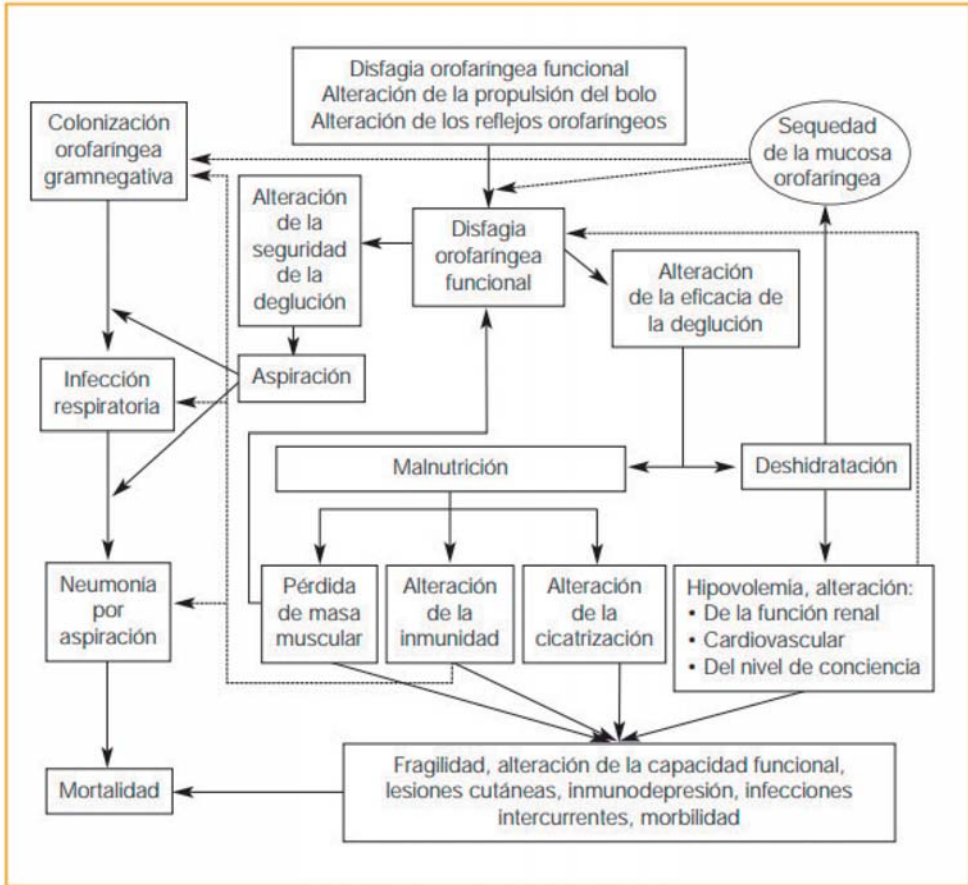 Disfagia orofaríngea funcional
Alteración de la propulsión del bolo
Alteración de los reflejos orofaríngeos
Colonización
orofaríngea
gramnegativa
Sequedad
de la mucosa
orofaríngea
Alteración
de la
seguridad
de la
deglución
Disfagia
orofaríngea
funcional
Alteración
de la eficacia de
la deglución
Aspiración
Infección
respiratoria
Malnutrición
Deshidratación
Neumonía
por
aspiración
Pérdida
de masa
muscular
Alteración
de la
inmunidad
Alteración
de la
cicatrización
Hipovolemia, alteración:
• De la función renal
• Cardiovascular
• Del nivel de conciencia
Mortalidad
Fragilidad, alteración de la capacidad funcional,
lesiones cutáneas, inmunodepresión, infecciones
intercurrentes, morbilidad